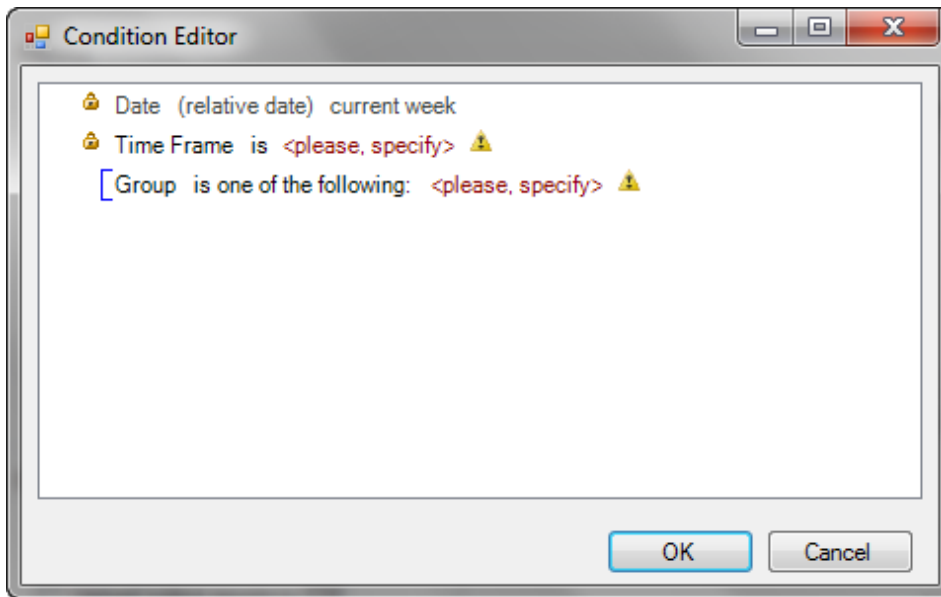 Condition Editor
Date (relative date) current week
Time Frame is <please, specify>
Group is one of the following: <please, specify>
OK Cancel